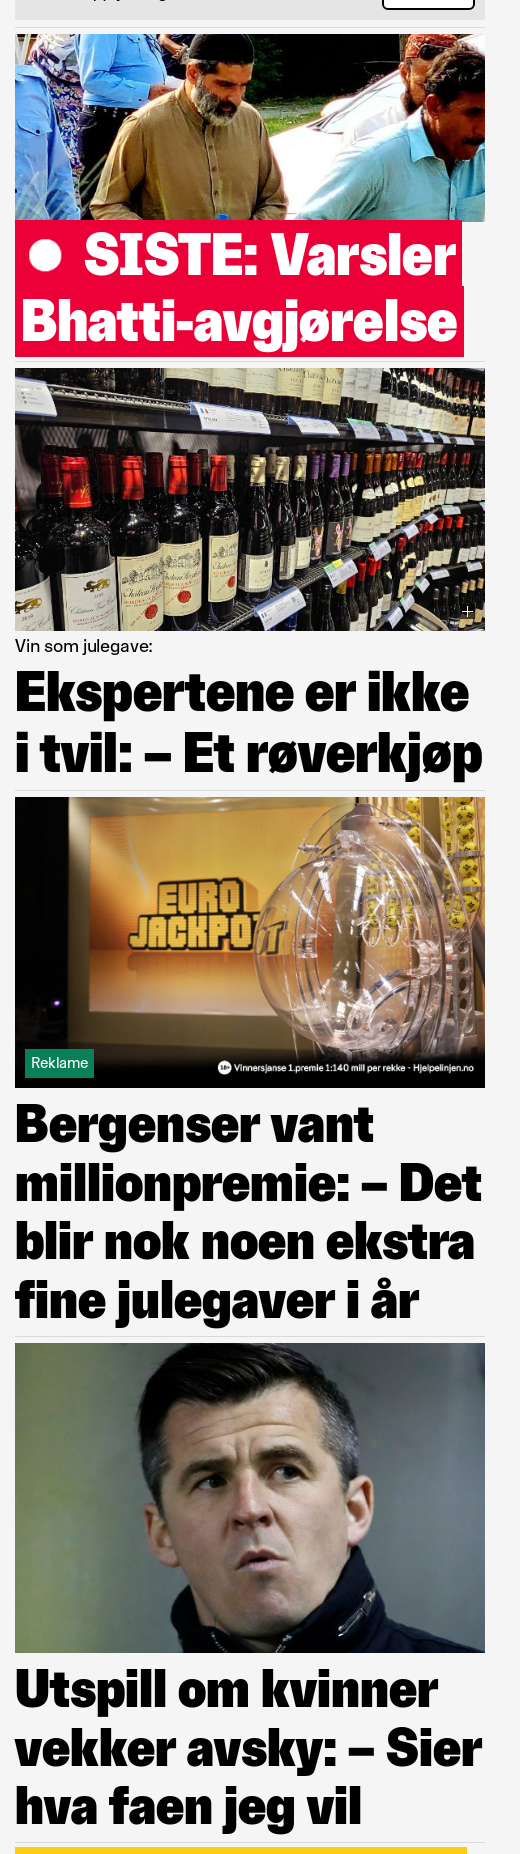 SISTE: Varsler
Bhatti-avgjørelse
Vin som julegave:
Ekspertene er ikke
i tvil: – Et røverkjøp
EURO
JACKPOT
Reklame
18+ Vinnersjanse 1.premie 1:140 mill per rekke - Hjelpelinjen.no
Bergenser vant
millionpremie: – Det
blir nok noen ekstra
fine julegaver i år
Utspill om kvinner
vekker avsky: – Sier
hva faen jeg vil